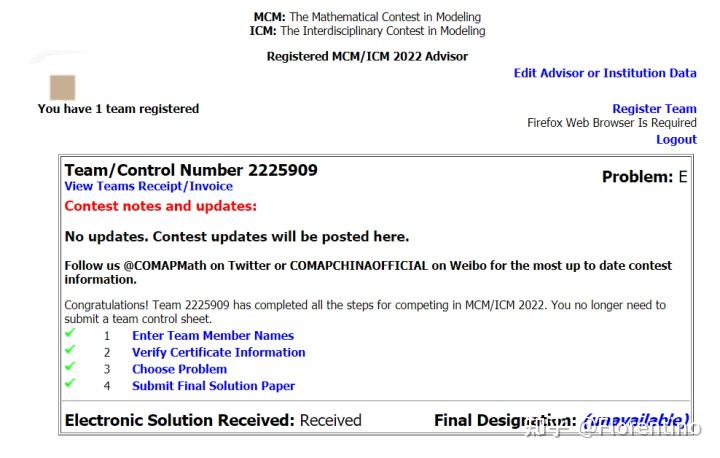 MCM: The Mathematical Contest in Modeling
ICM: The Interdisciplinary Contest in Modeling
Registered MCM/ICM 2022 Advisor
Edit Advisor or Institution Data
You have 1 team registered
Register Team
Firefox Web Browser Is Required
Logout
Team/Control Number 2225909
Problem: E
View Teams Receipt/Invoice
Contest notes and updates:
No updates. Contest updates will be posted here.
Follow us @COMAPMath on Twitter or COMAPCHINAOFFICIAL on Weibo for the most up to date contest
information.
Congratulations! Team 2225909 has completed all the steps for competing in MCM/ICM 2022. You no longer need to
submit a team control sheet.
1 Enter Team Member Names
2 Verify Certificate Information
3 Choose Problem
4 Submit Final Solution Paper
Electronic Solution Received: Received Final Designation: (unavailable)
知乎